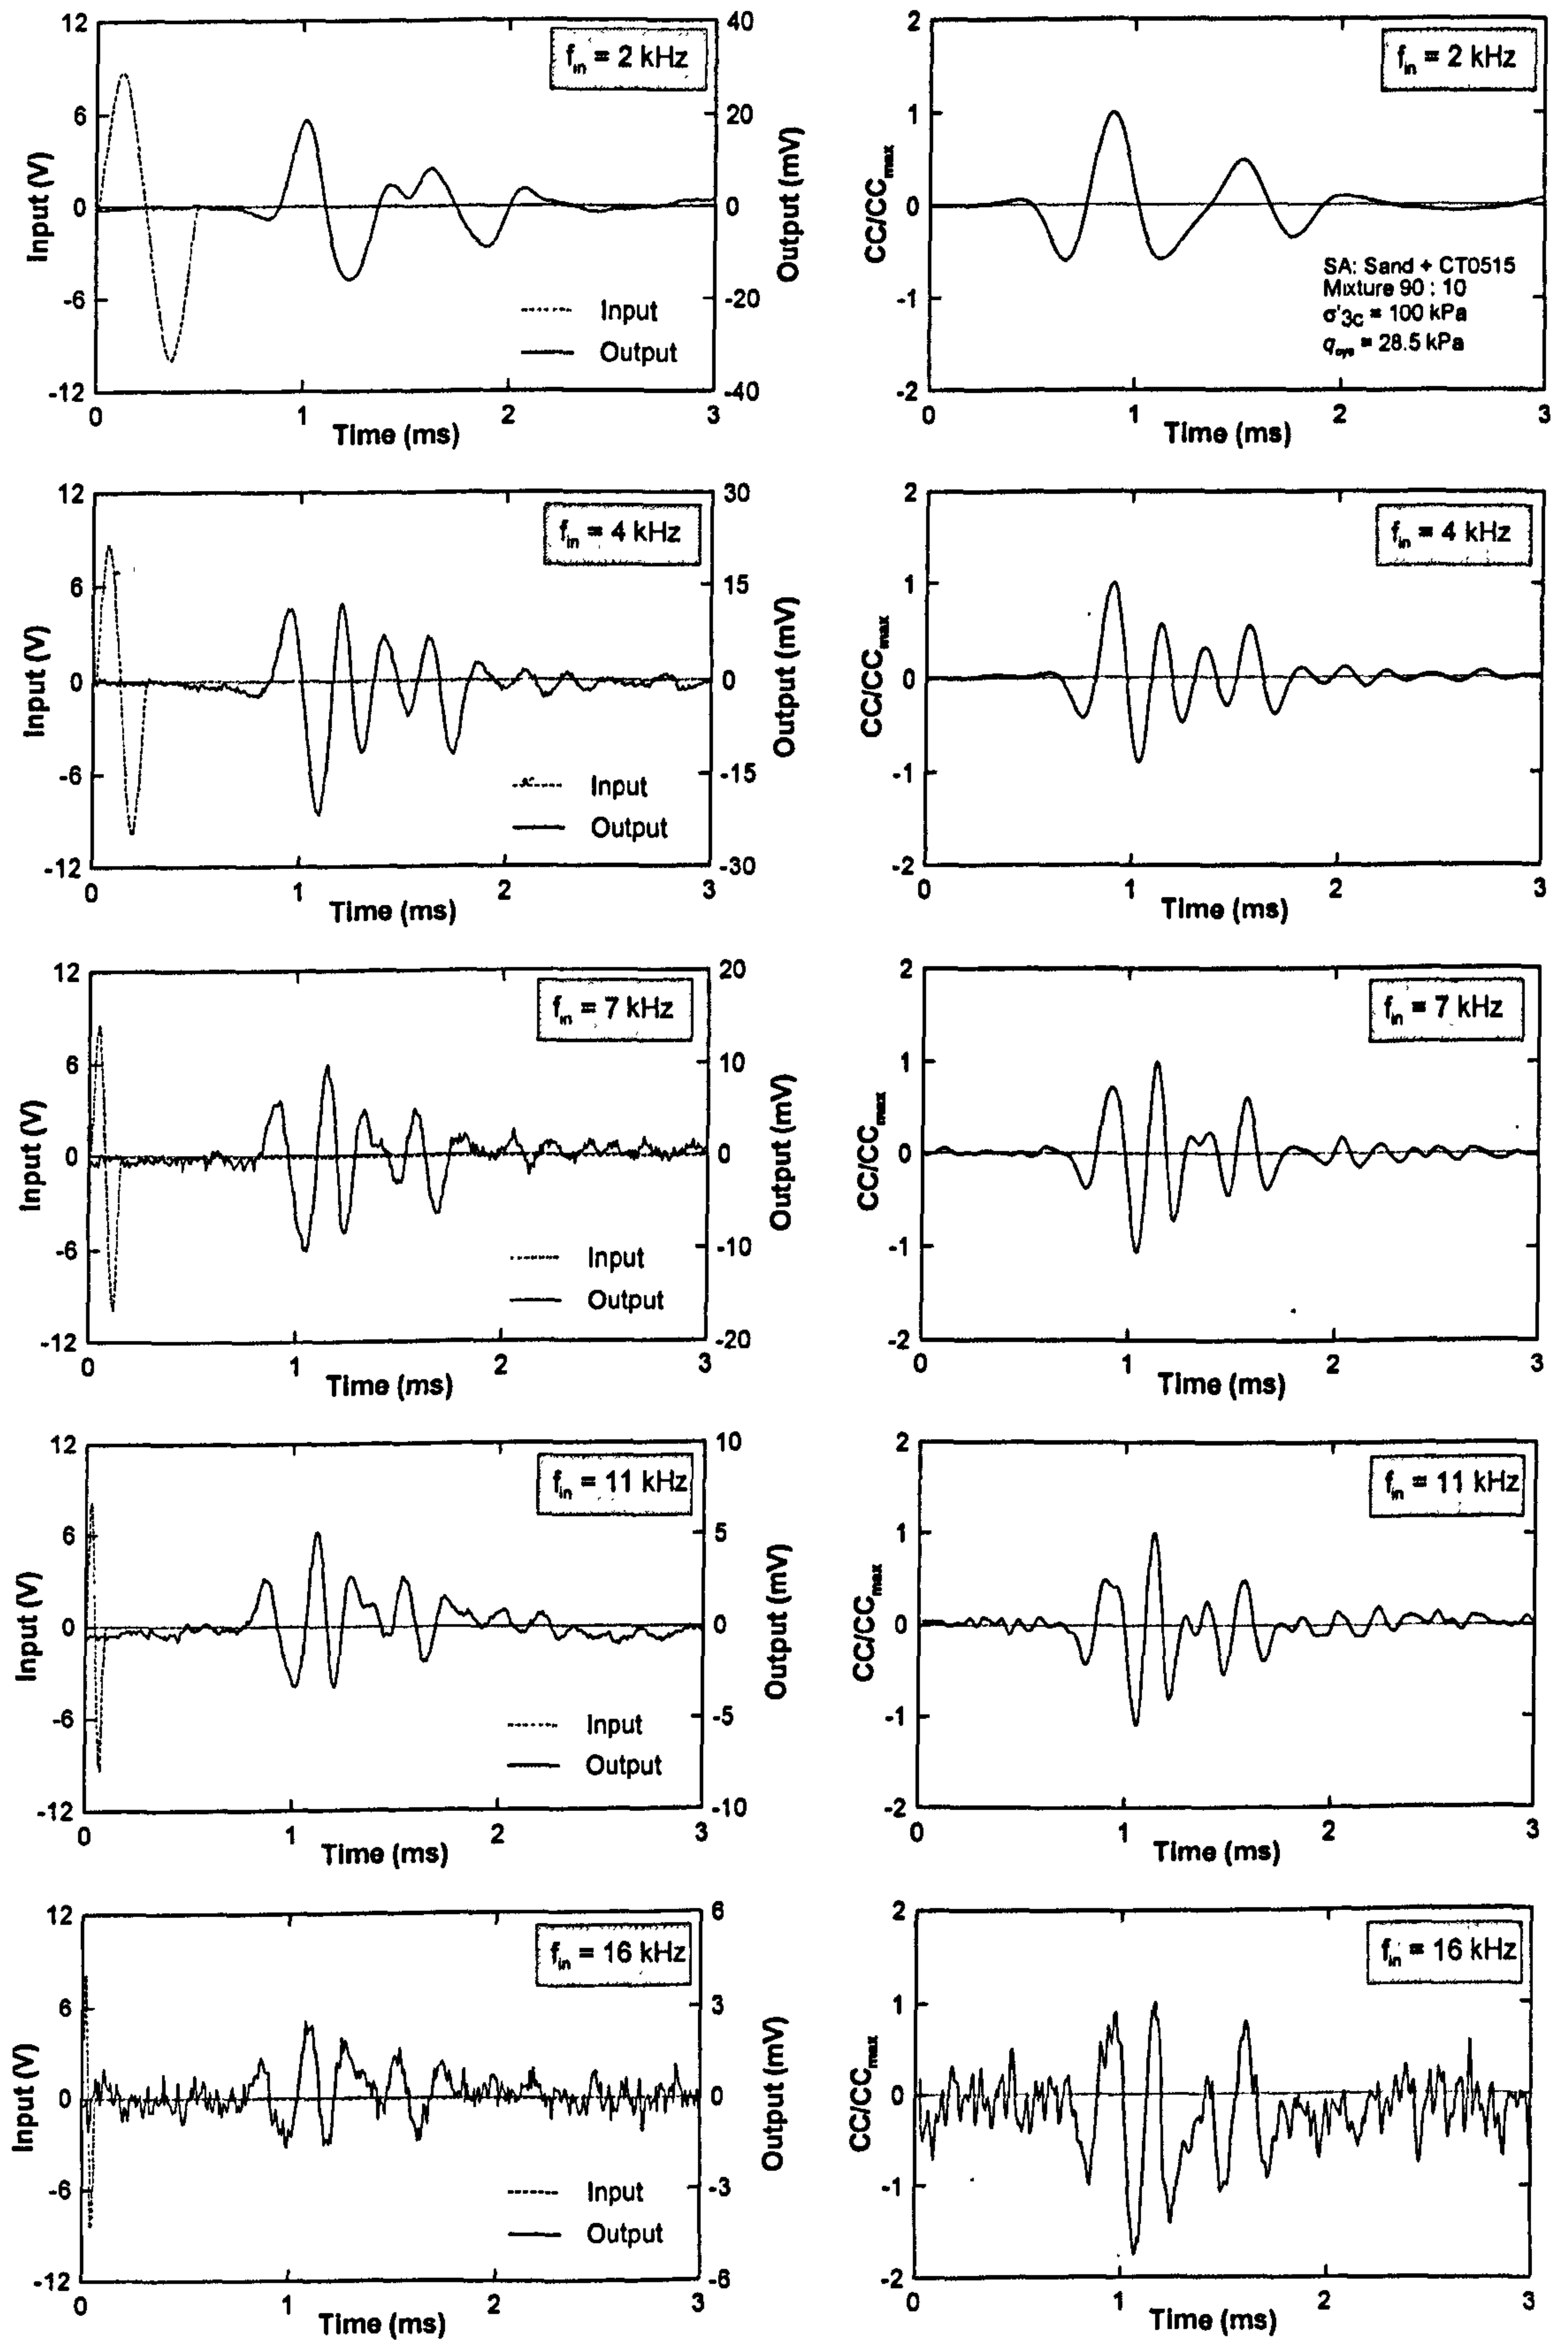 12
6
0
-6
-12
Input (V)
40
20
0
-20
-40
Output (mV)
f_in = 2 kHz
Input
Output
0 1 2 3
Time (ms)
2
1
0
-1
-2
CC/CC_max
f_in = 2 kHz
SA: Sand + CT0515
Mixture 90 : 10
σ'3c = 100 kPa
q_cyc = 28.5 kPa
0 1 2 3
Time (ms)
12
6
0
-6
-12
Input (V)
30
15
0
-15
-30
Output (mV)
f_in = 4 kHz
Input
Output
0 1 2 3
Time (ms)
2
1
0
-1
-2
CC/CC_max
f_in = 4 kHz
0 1 2 3
Time (ms)
12
6
0
-6
-12
Input (V)
20
10
0
-10
-20
Output (mV)
f_in = 7 kHz
Input
Output
0 1 2 3
Time (ms)
2
1
0
-1
-2
CC/CC_max
f_in = 7 kHz
0 1 2 3
Time (ms)
12
6
0
-6
-12
Input (V)
10
5
0
-5
-10
Output (mV)
f_in = 11 kHz
Input
Output
0 1 2 3
Time (ms)
2
1
0
-1
-2
CC/CC_max
f_in = 11 kHz
0 1 2 3
Time (ms)
12
6
0
-6
-12
Input (V)
6
3
0
-3
-6
Output (mV)
f_in = 16 kHz
Input
Output
0 1 2 3
Time (ms)
2
1
0
-1
-2
CC/CC_max
f_in = 16 kHz
0 1 2 3
Time (ms)